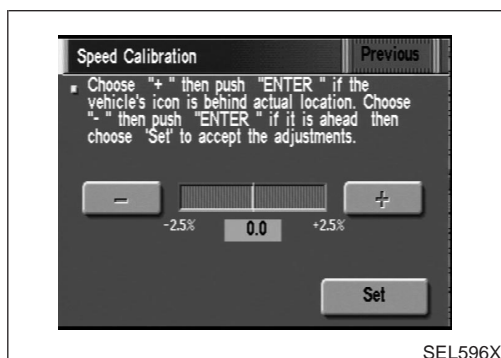 Speed Calibration
Previous
Choose "+ " then push "ENTER " if the
vehicle's icon is behind actual location. Choose
"- " then push "ENTER " if it is ahead then
choose 'Set' to accept the adjustments.
− +
-2.5% 0.0 +2.5%
Set
SEL596X